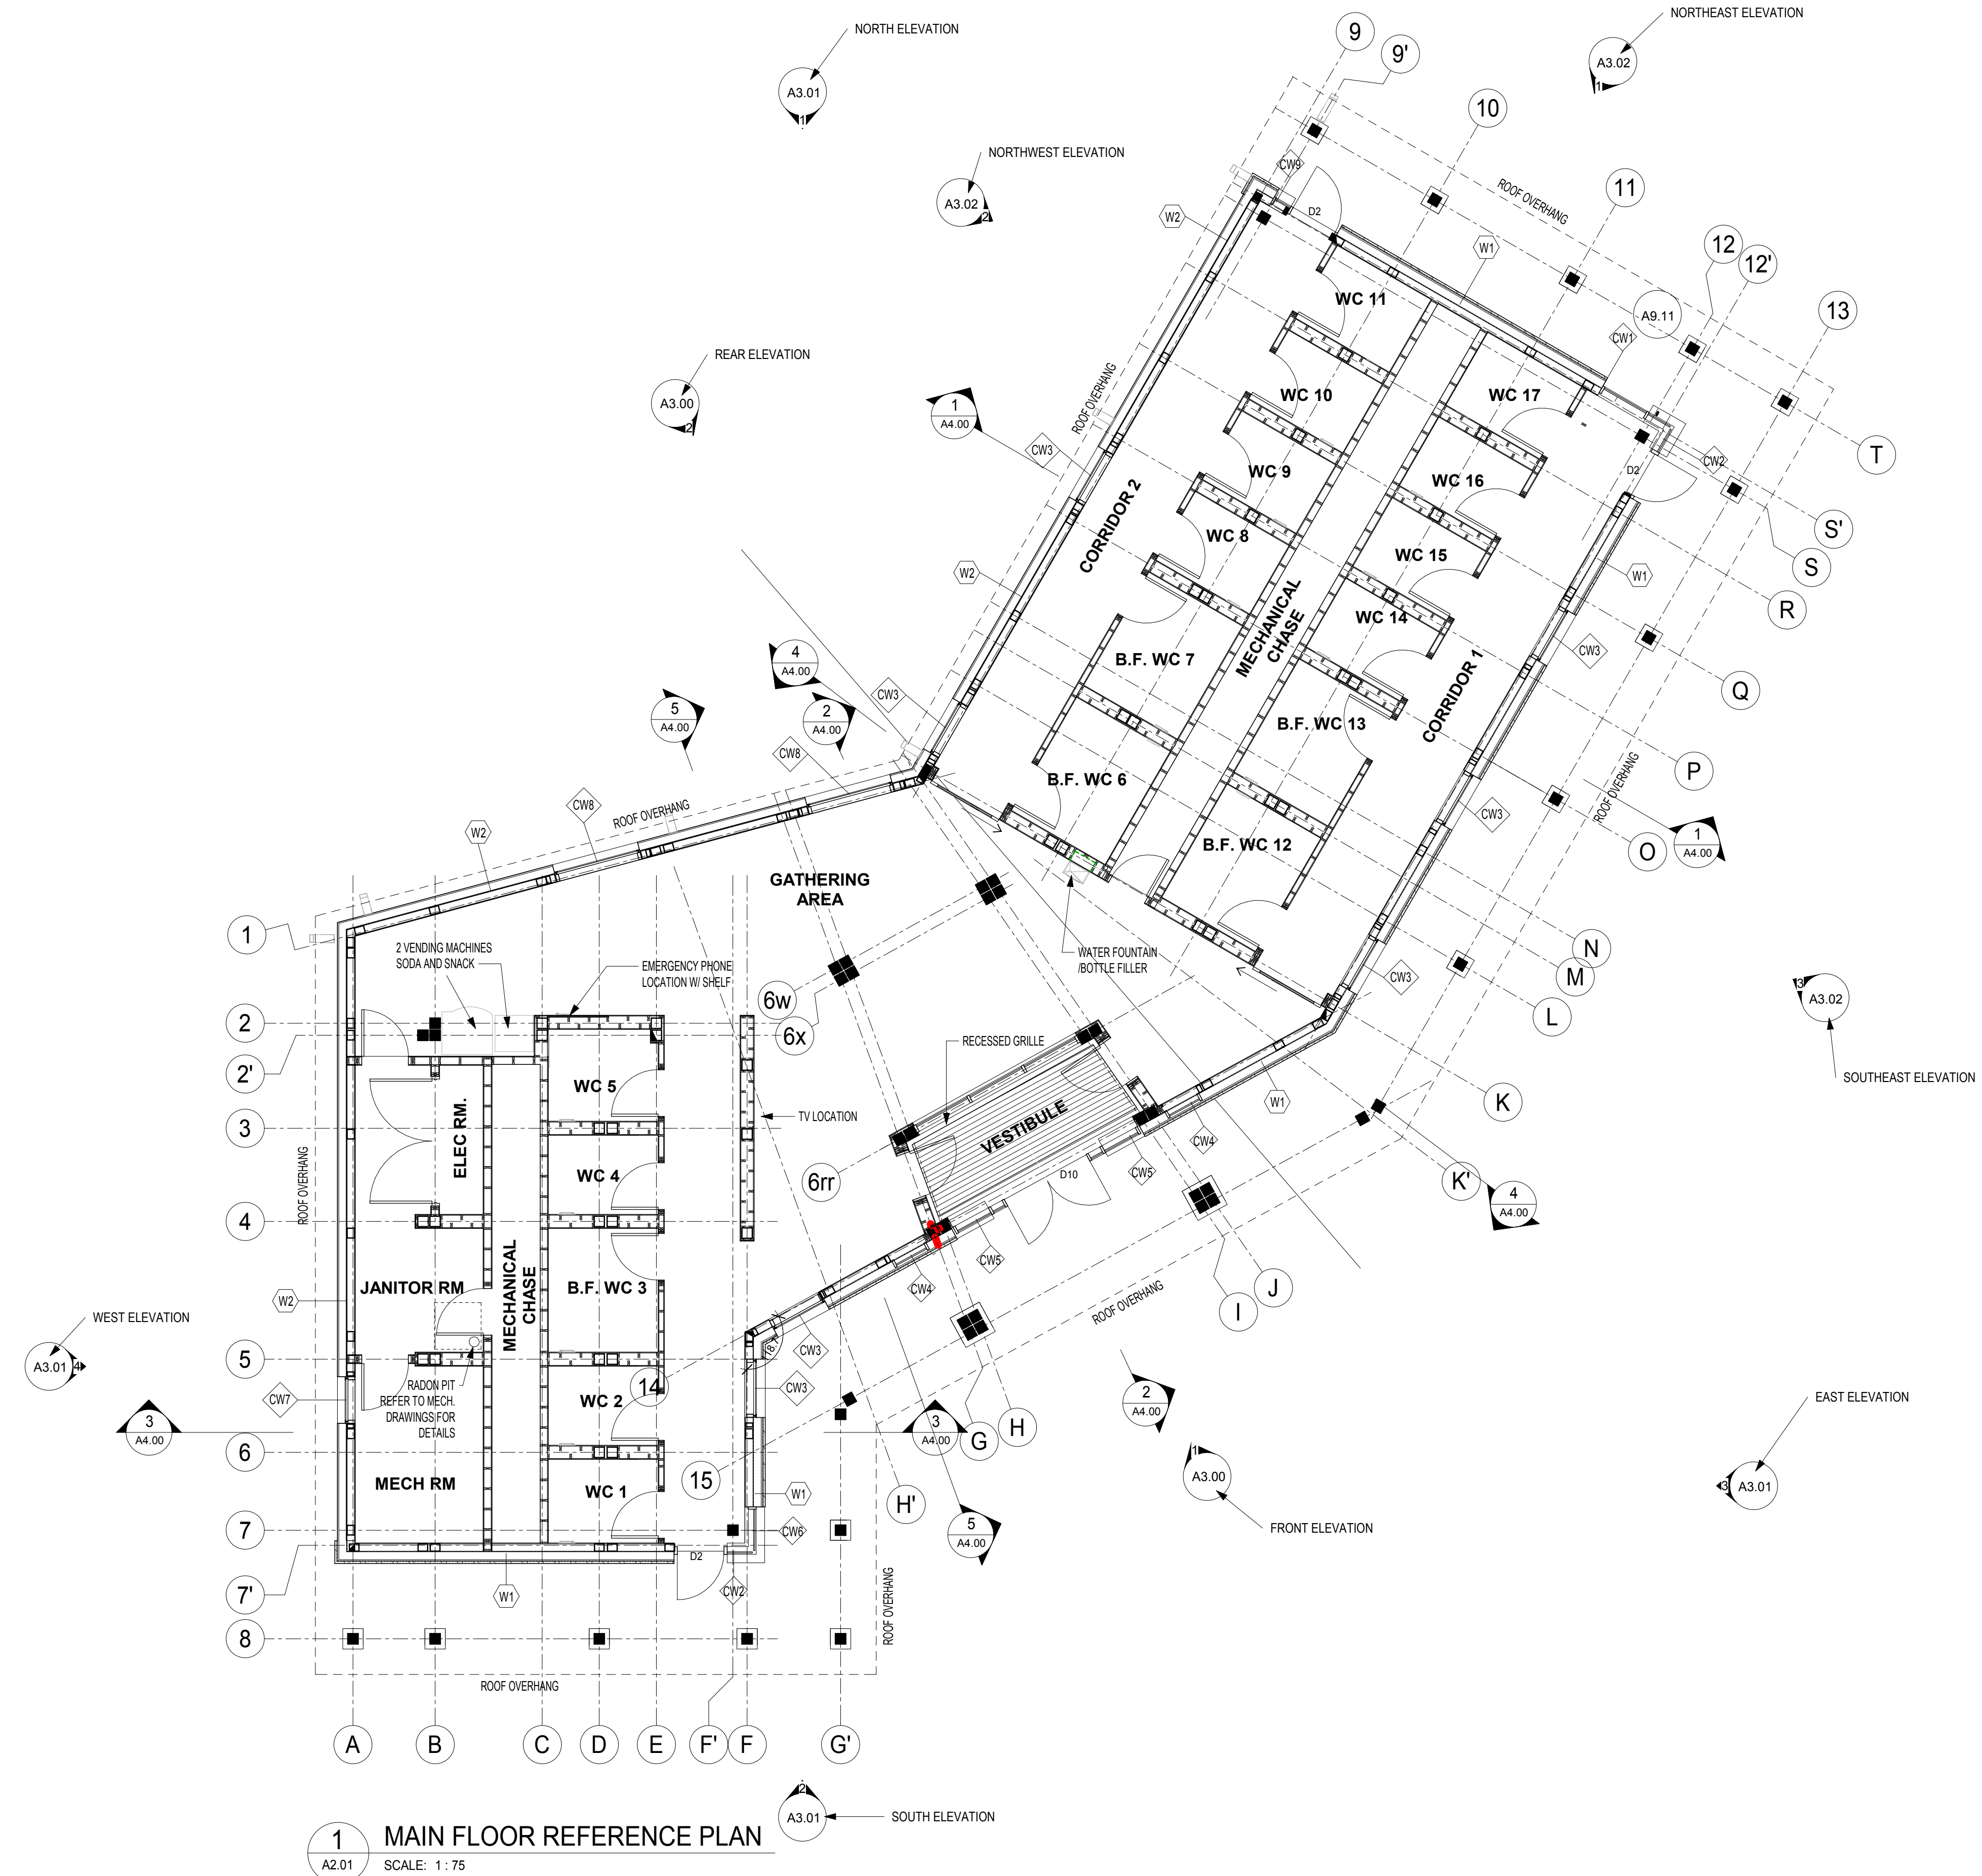 NORTH ELEVATION
A3.01
1
NORTHEAST ELEVATION
A3.02
1
NORTHWEST ELEVATION
A3.02
2
REAR ELEVATION
A3.00
2
9
9'
10
11
12
12'
13
CW9
D2
W2
W1
ROOF OVERHANG
A9.11
CW1
CW2
D2
T
S'
S
R
Q
P
O
N
M
L
K
K'
J
I
H
G
H'
WC 11
WC 10
WC 9
WC 8
B.F. WC 7
B.F. WC 6
WC 17
WC 16
WC 15
WC 14
B.F. WC 13
B.F. WC 12
CORRIDOR 2
MECHANICAL
CHASE
CORRIDOR 1
ROOF OVERHANG
CW3
W2
CW3
W1
CW3
CW3
CW3
ROOF OVERHANG
1
A4.00
4
A4.00
2
A4.00
5
A4.00
1
A4.00
CW8
CW8
W2
ROOF OVERHANG
GATHERING
AREA
WATER FOUNTAIN
/BOTTLE FILLER
2 VENDING MACHINES
SODA AND SNACK
EMERGENCY PHONE
LOCATION W/ SHELF
6w
6x
6rr
RECESSED GRILLE
TV LOCATION
VESTIBULE
W1
CW4
CW5
D10
CW5
CW4
CW3
CW3
1
2
2'
3
4
5
6
7
7'
8
14
15
ROOF OVERHANG
ELEC RM.
WC 5
WC 4
B.F. WC 3
WC 2
WC 1
JANITOR RM
MECHANICAL
CHASE
MECH RM
RADON PIT
REFER TO MECH.
DRAWINGS FOR
DETAILS
W2
CW7
W1
CW6
D2
CW2
W1
ROOF OVERHANG
ROOF OVERHANG
ROOF OVERHANG
WEST ELEVATION
A3.01
4
3
A4.00
3
A4.00
5
A4.00
2
A4.00
4
A4.00
1
A3.00
FRONT ELEVATION
3
A3.02
SOUTHEAST ELEVATION
EAST ELEVATION
3
A3.01
A
B
C
D
E
F'
F
G'
2
A3.01
SOUTH ELEVATION
1
A2.01
MAIN FLOOR REFERENCE PLAN
SCALE: 1 : 75